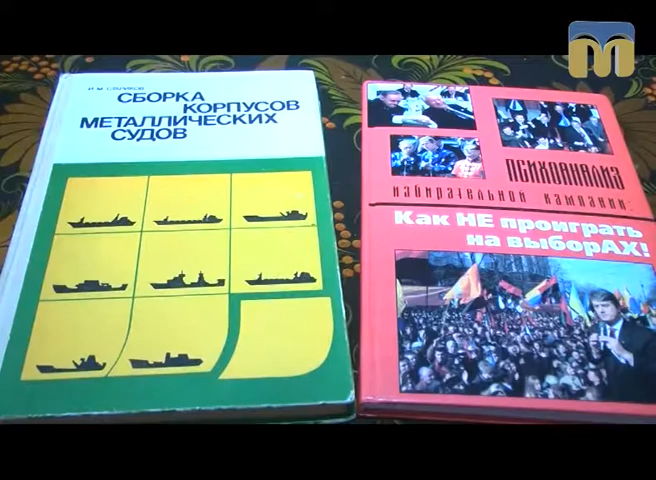 СБОРКА
КОРПУСОВ
МЕТАЛЛИЧЕСКИХ
СУДОВ
ПСИХОАНАЛИЗ
избирательной кампании:
Как НЕ проиграть
на выборАХ!